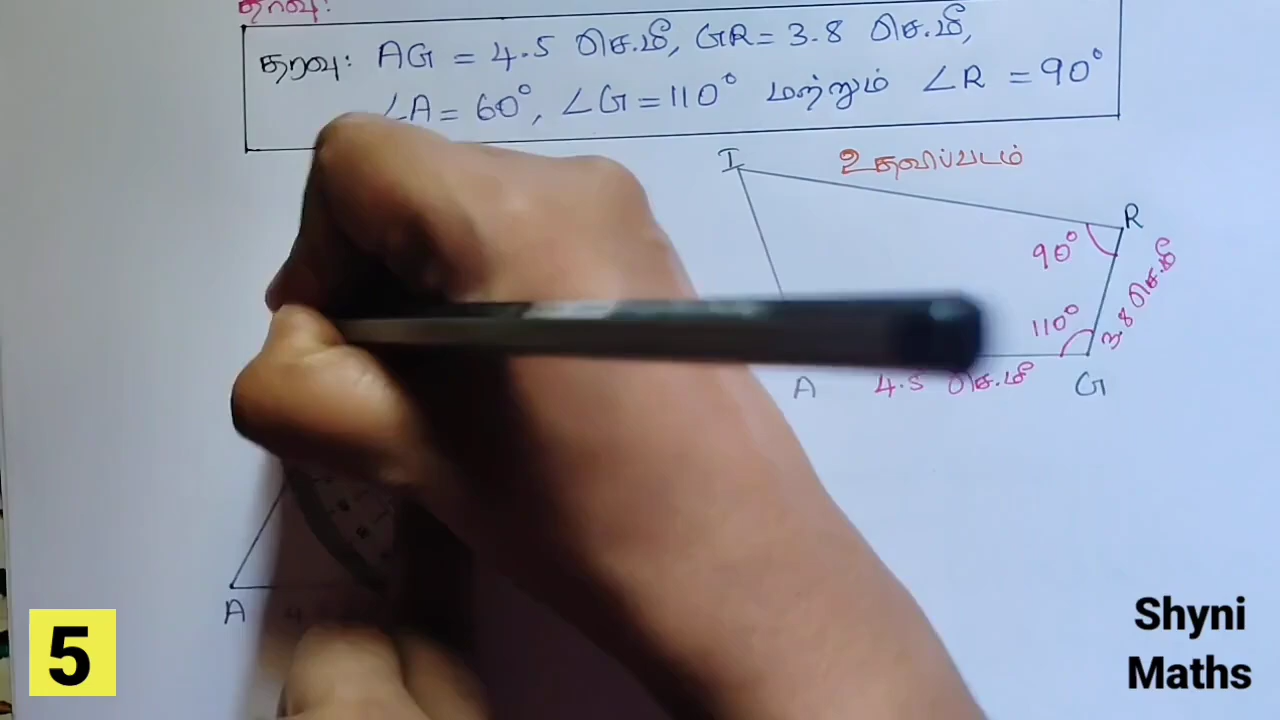 தரவு:
தரவு: AG = 4.5 செ.மீ, GR = 3.8 செ.மீ,
∠A = 60°, ∠G = 110° மற்றும் ∠R = 90°
I உதவிப்படம்
R
90°
110° 3.8 செ.மீ
A 4.5 செ.மீ G
A
5
Shyni
Maths